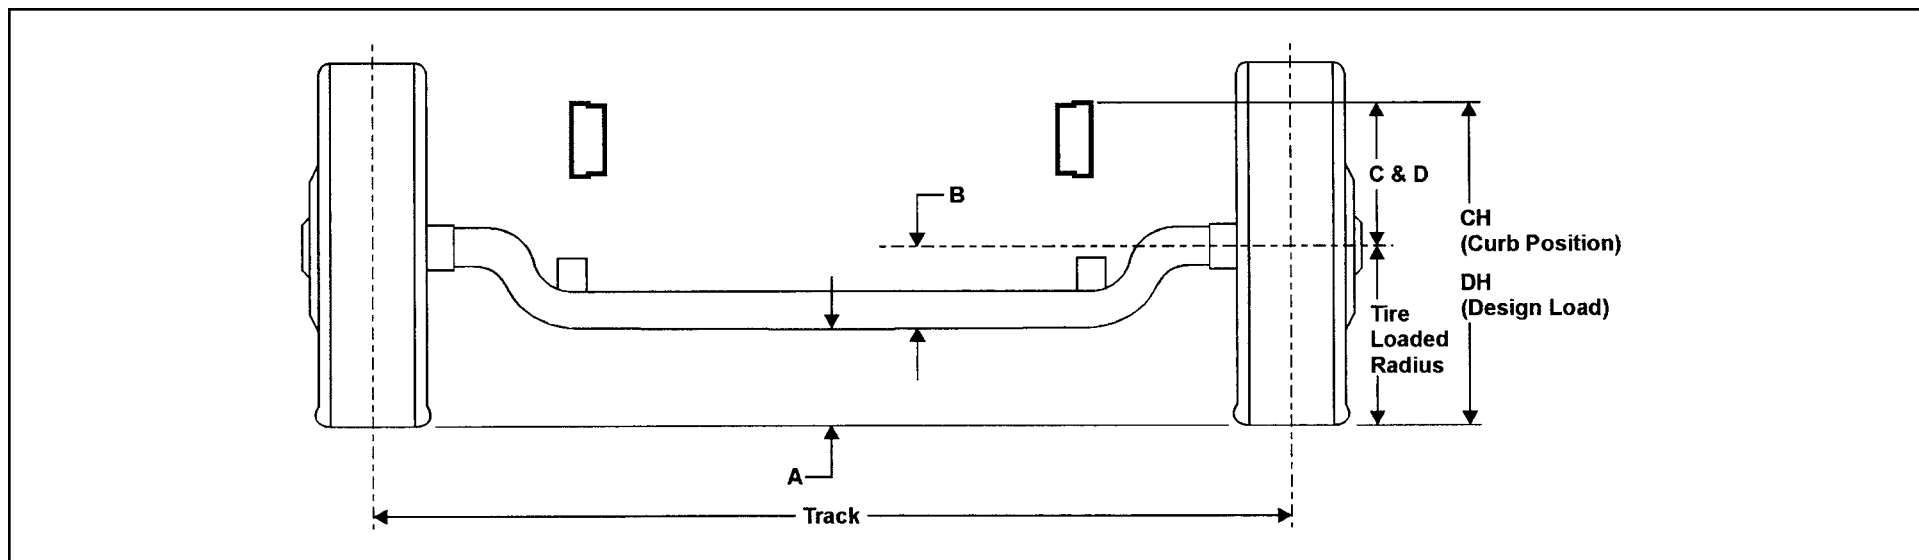 B
C & D
CH
(Curb Position)
DH
(Design Load)
Tire
Loaded
Radius
A
Track